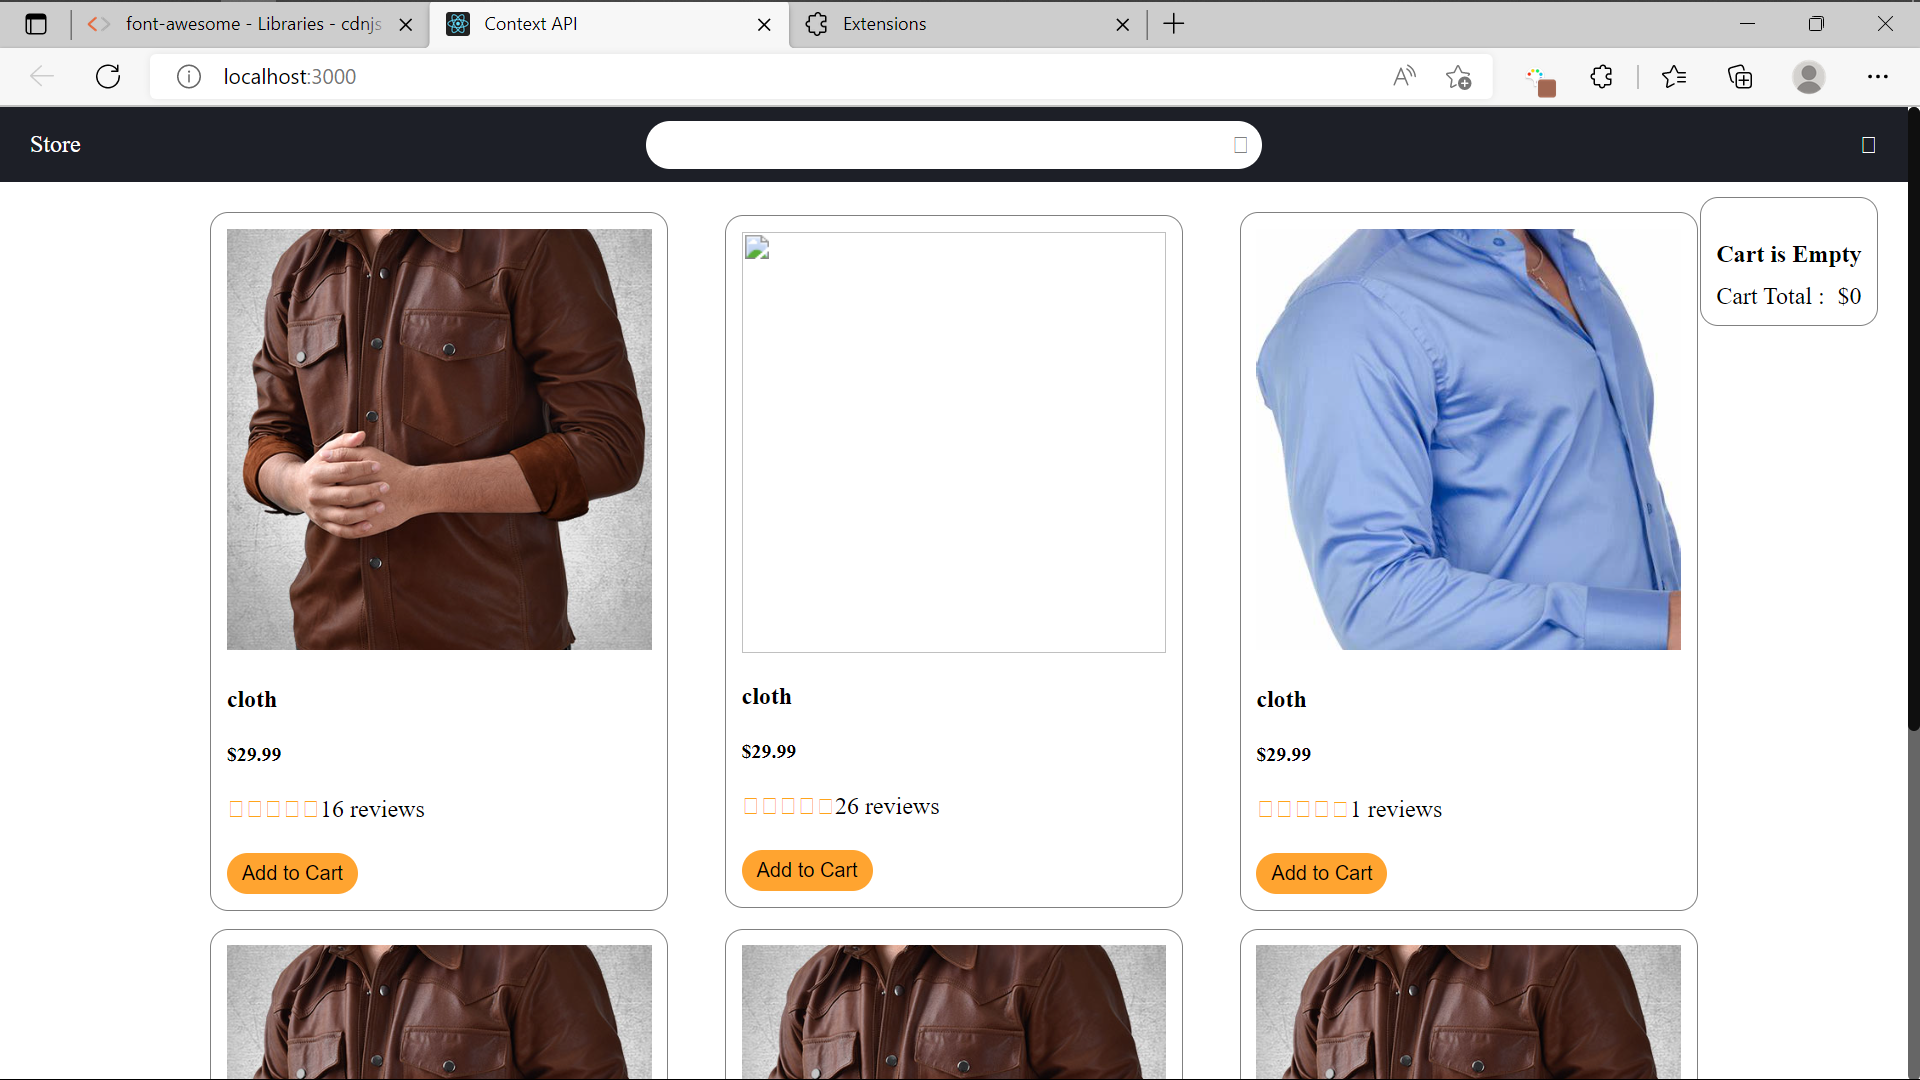 font-awesome - Libraries - cdnjs
Context API
Extensions
localhost:3000
Store
Cart is Empty
Cart Total : $0
cloth
$29.99
16 reviews
Add to Cart
cloth
$29.99
26 reviews
Add to Cart
cloth
$29.99
1 reviews
Add to Cart